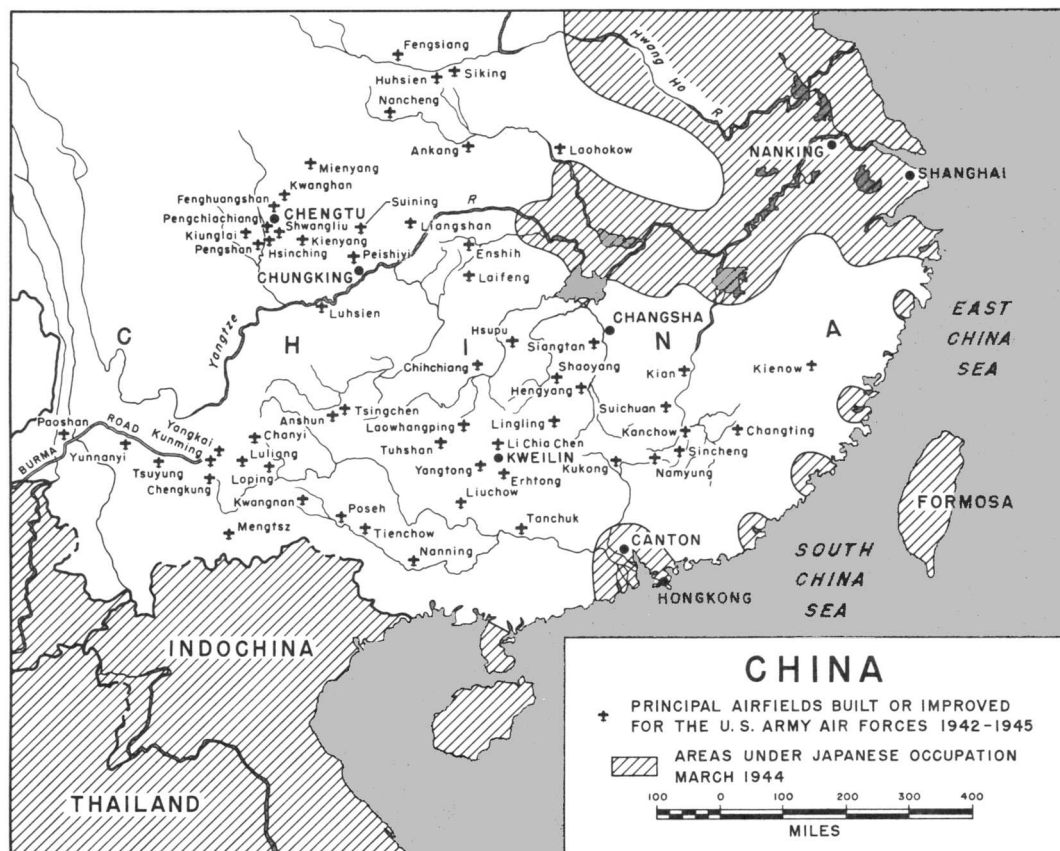 Fengsiang
Hwang Ho R
Huhsien
Siking
Nancheng
Ankang
Laohokow
NANKING
SHANGHAI
Mienyang
Kwanghan
Fenghuangshan
CHENGTU
Pengchiachiang
Shwangliu
Suining
R
Liangshan
Kiunglai
Kienyang
Pengshan
Hsinching
Peishiyi
Enshih
CHUNGKING
Laifeng
Luhsien
Yangtze
C H I N A
CHANGSHA
EAST
CHINA
SEA
Hsupu
Siangtan
Chihchiang
Shaoyang
Kian
Kienow
Hengyang
Tsingchen
Anshun
Suichuan
Laowhangping
Lingling
Kanchow
Changting
Paoshan
BURMA ROAD
Yangkai
Kunming
Chanyi
Tuhshan
Li Chia Chen
Yunnanyi
Luliang
KWEILIN
Sincheng
Tsuyung
Loping
Yangtong
Kukong
Namyung
Chengkung
Erhtong
Kwangnan
Liuchow
FORMOSA
Poseh
Mengtsz
Tienchow
Tanchuk
Nanning
CANTON
SOUTH
CHINA
SEA
HONGKONG
INDOCHINA
THAILAND
CHINA
PRINCIPAL AIRFIELDS BUILT OR IMPROVED
FOR THE U.S. ARMY AIR FORCES 1942-1945
AREAS UNDER JAPANESE OCCUPATION
MARCH 1944
100 0 100 200 300 400
MILES